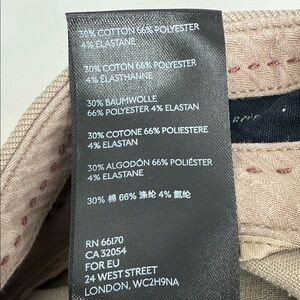 30% COTTON 66% POLYESTER
4% ELASTANE
30% COTON 66% POLYESTER
4% ÉLASTHANNE
30% BAUMWOLLE
66% POLYESTER 4% ELASTAN
30% COTONE 66% POLIESTERE
4% ELASTAN
30% ALGODÓN 66% POLIÉSTER
4% ELASTANE
30% 棉 66% 涤纶 4% 氨纶
RN 66170
CA 32054
FOR EU
24 WEST STREET
LONDON, WC2H9NA